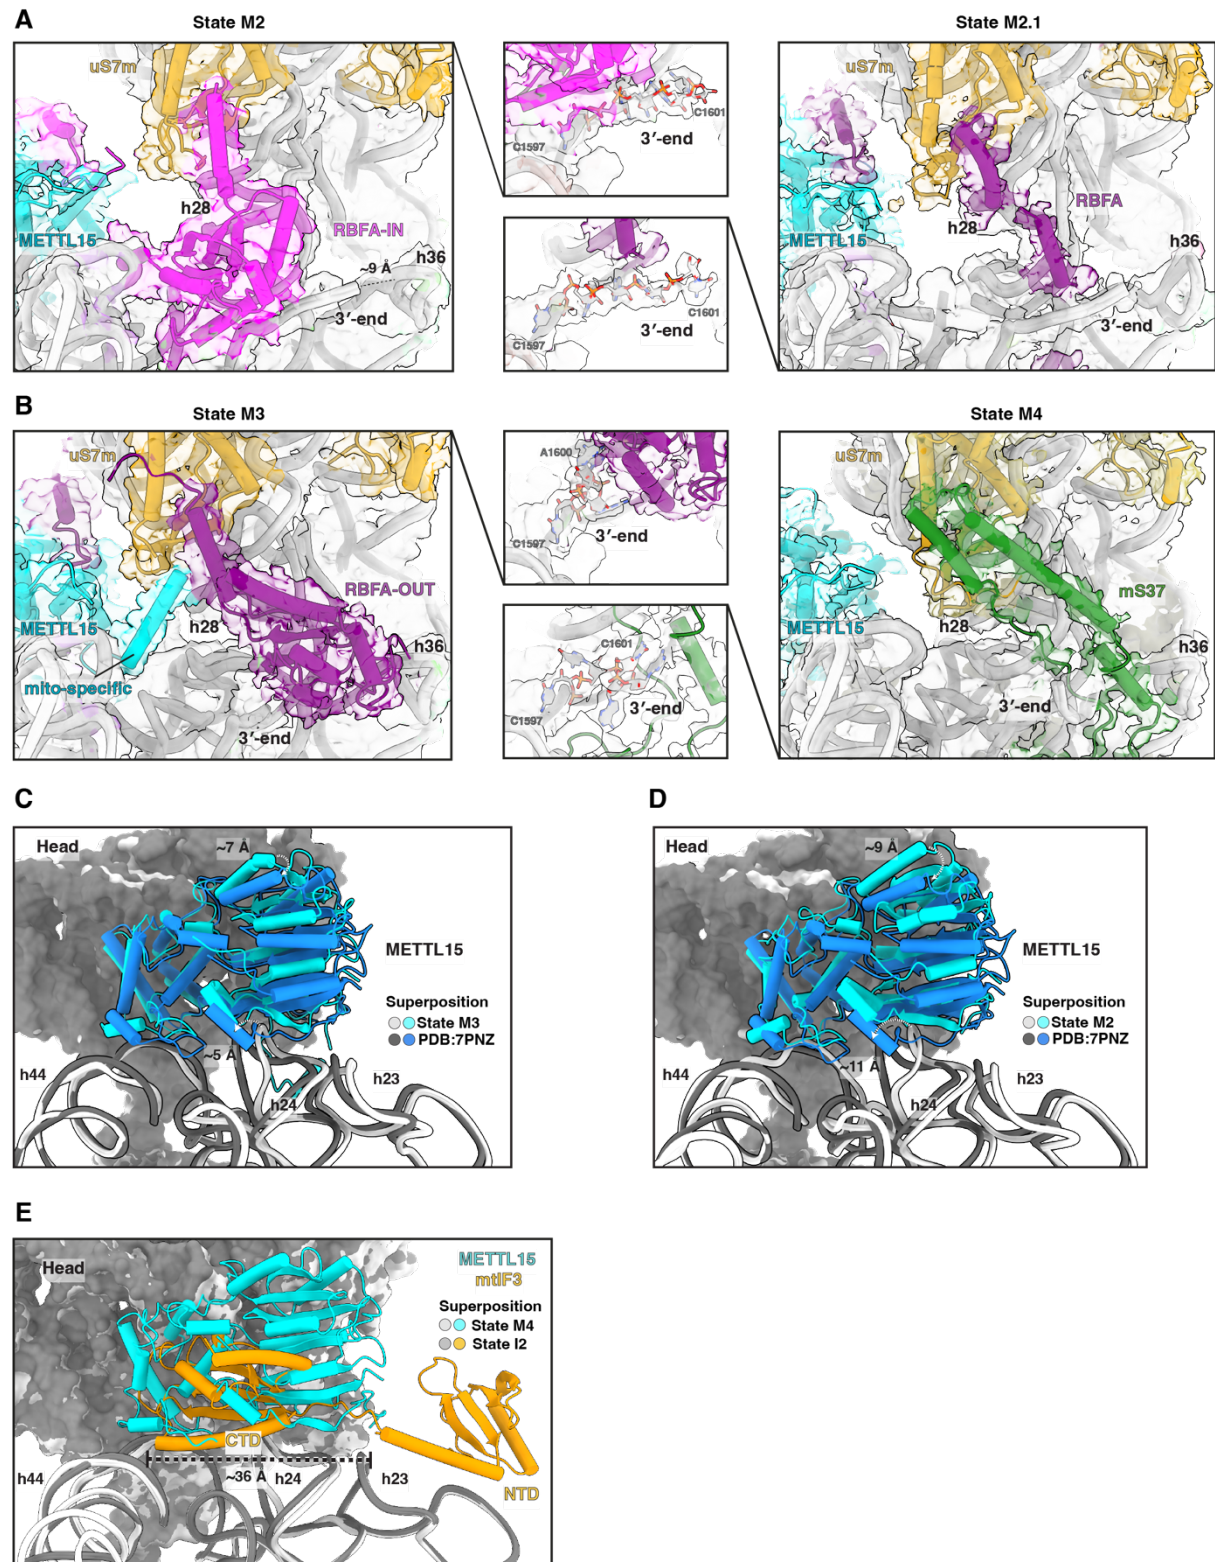 A
State M2
State M2.1
uS7m
METTL15
h28
RBFA-IN
~9 Å
h36
3′-end
C1597
C1601
3′-end
C1597
C1601
3′-end
uS7m
METTL15
h28
RBFA
h36
3′-end
B
State M3
State M4
uS7m
METTL15
mito-specific
h28
RBFA-OUT
h36
3′-end
A1600
C1597
3′-end
C1601
C1597
3′-end
uS7m
METTL15
h28
mS37
h36
3′-end
C
Head
~7 Å
METTL15
Superposition
State M3
PDB:7PNZ
~5 Å
h44
h24
h23
D
Head
~9 Å
METTL15
Superposition
State M2
PDB:7PNZ
~11 Å
h44
h24
h23
E
Head
METTL15
mtIF3
Superposition
State M4
State I2
CTD
~36 Å
h44
h24
h23
NTD